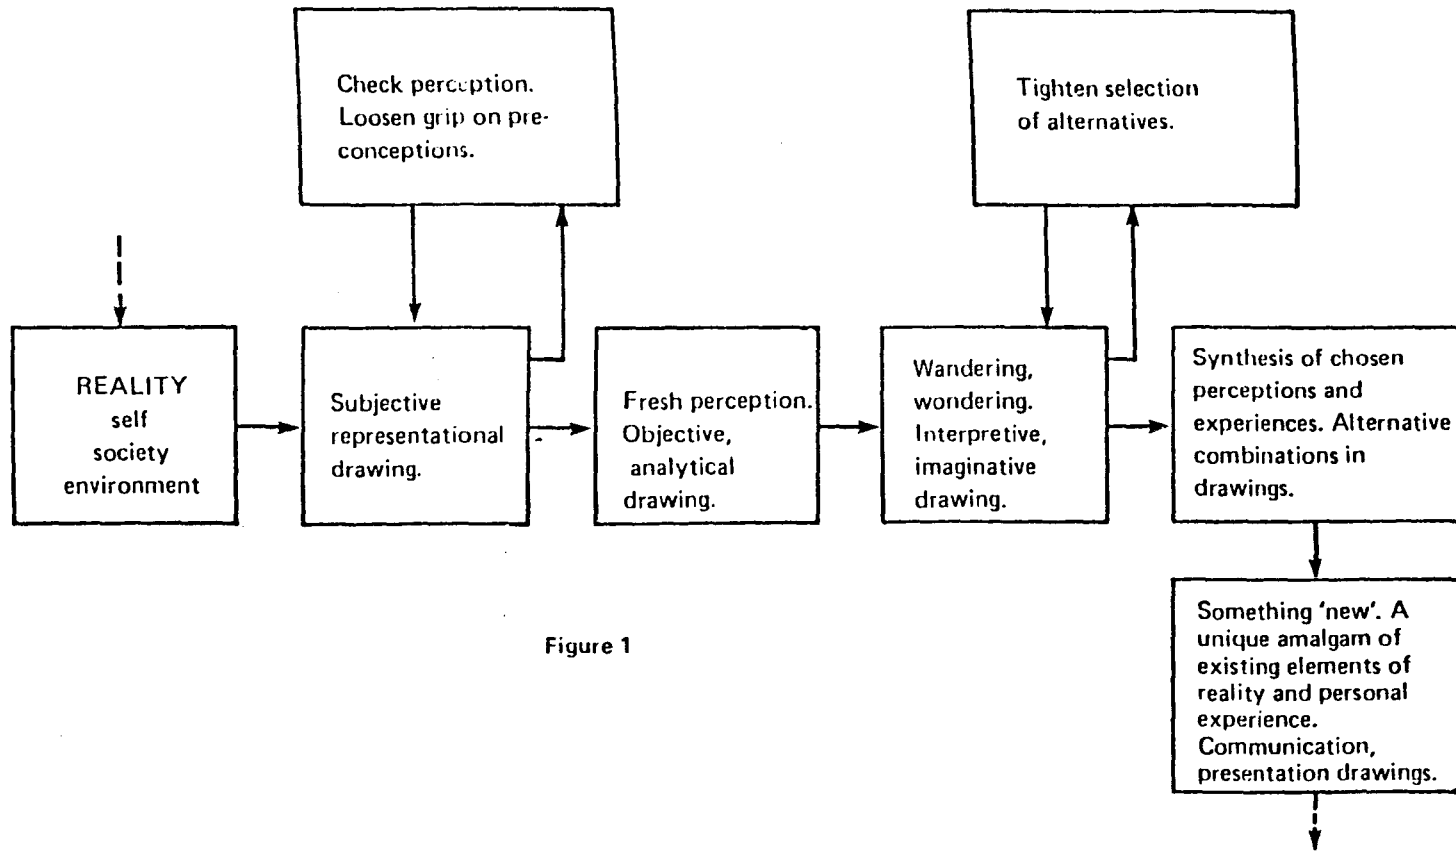 Check perception.
Loosen grip on pre-
conceptions.
Tighten selection
of alternatives.
REALITY
self
society
environment
Subjective
representational
drawing.
Fresh perception.
Objective,
analytical
drawing.
Wandering,
wondering.
Interpretive,
imaginative
drawing.
Synthesis of chosen
perceptions and
experiences. Alternative
combinations in
drawings.
Something 'new'. A
unique amalgam of
existing elements of
reality and personal
experience.
Communication,
presentation drawings.
Figure 1